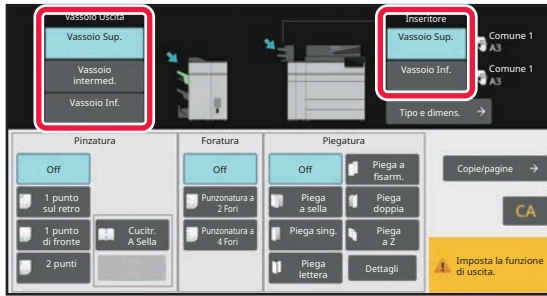 Vassoio Uscita
Vassoio Sup.
Vassoio
intermed.
Vassoio Inf.
Inseritore
Vassoio Sup.
Comune 1
A3
Vassoio Inf.
Comune 1
A3
Tipo e dimens.
Pinzatura
Off
1 punto
sul retro
1 punto
di fronte
2 punti
Cucitr.
A Sella
Foratura
Off
Punzonatura a
2 Fori
Punzonatura a
4 Fori
Piegatura
Off
Piega a
fisarm.
Piega
a sella
Piega
doppia
Piega sing.
Piega
a Z
Piega
lettera
Dettagli
Copie/pagine
CA
Imposta la funzione
di uscita.